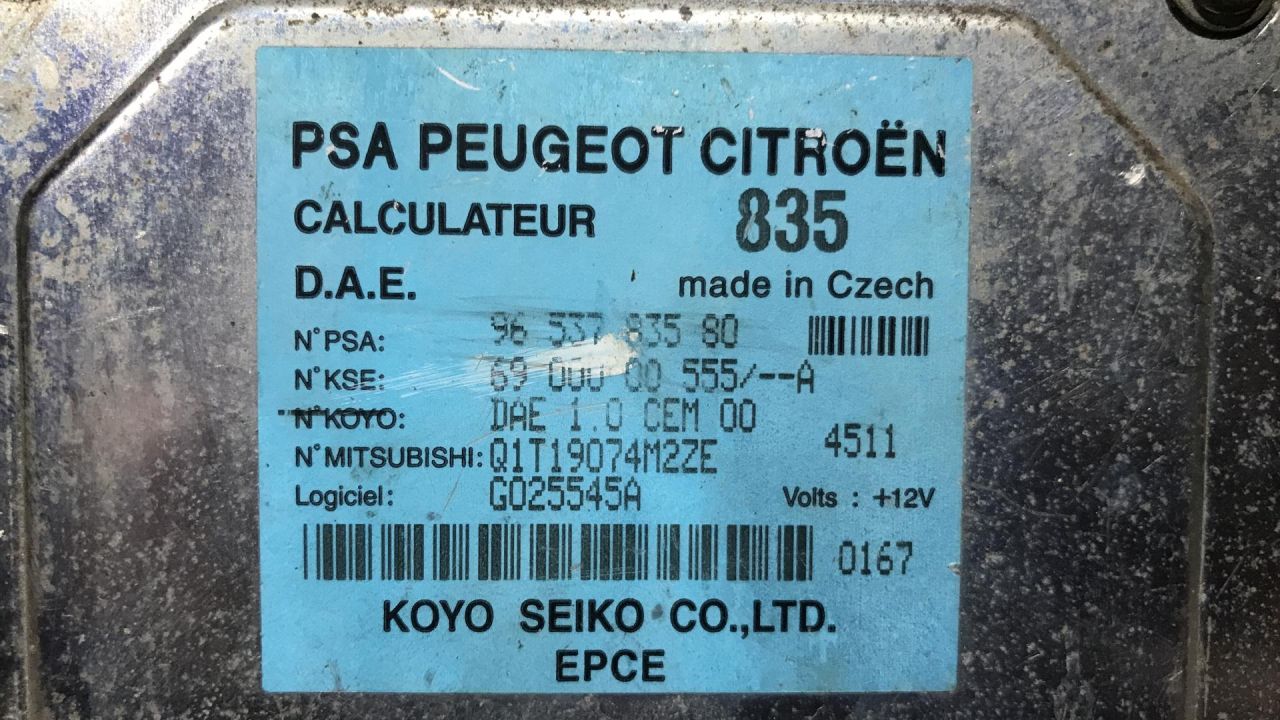 PSA PEUGEOT CITROËN
CALCULATEUR 835
D.A.E. made in Czech
N°PSA: 96 537 835 80
N°KSE: 69 000 00 555/--A
N°KOYO: DAE 1.0 CEM 00
4511
N°MITSUBISHI: Q1T19074M2ZE
Logiciel: G025545A Volts : +12V
0167
KOYO SEIKO CO.,LTD.
EPCE